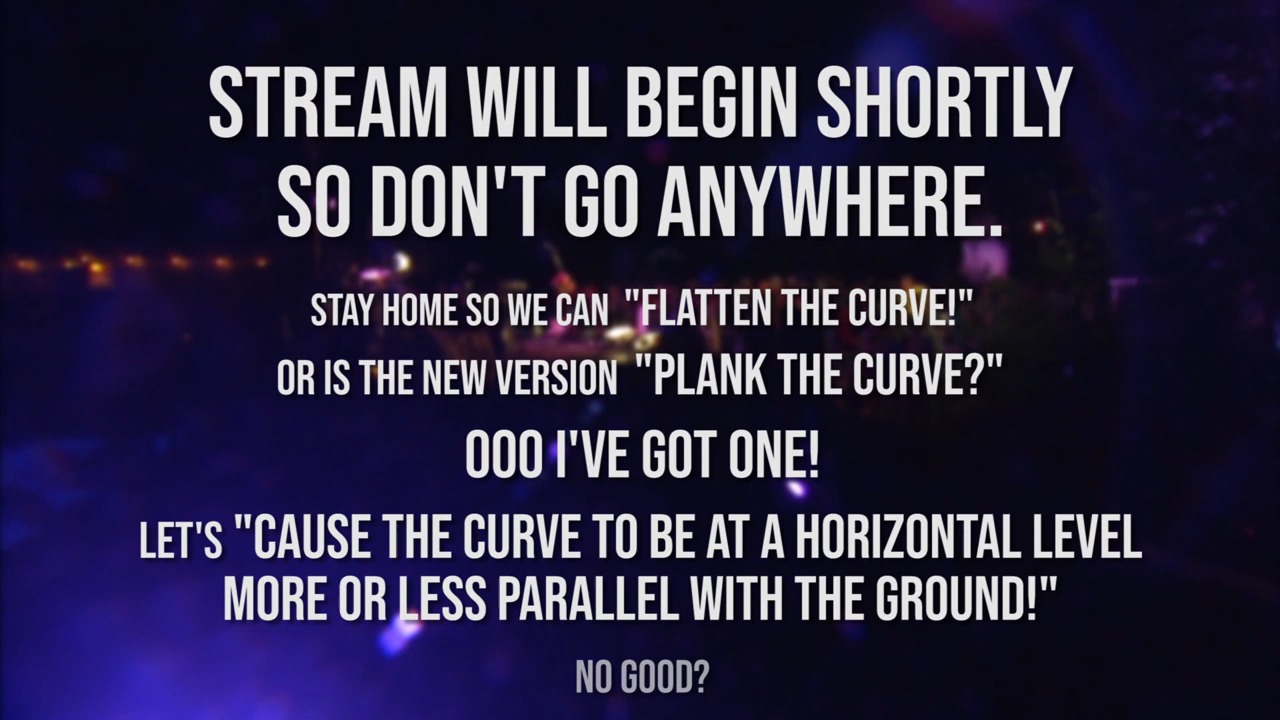 STREAM WILL BEGIN SHORTLY
SO DON'T GO ANYWHERE.
STAY HOME SO WE CAN "FLATTEN THE CURVE!"
OR IS THE NEW VERSION "PLANK THE CURVE?"
OOO I'VE GOT ONE!
LET'S "CAUSE THE CURVE TO BE AT A HORIZONTAL LEVEL
MORE OR LESS PARALLEL WITH THE GROUND!"
NO GOOD?